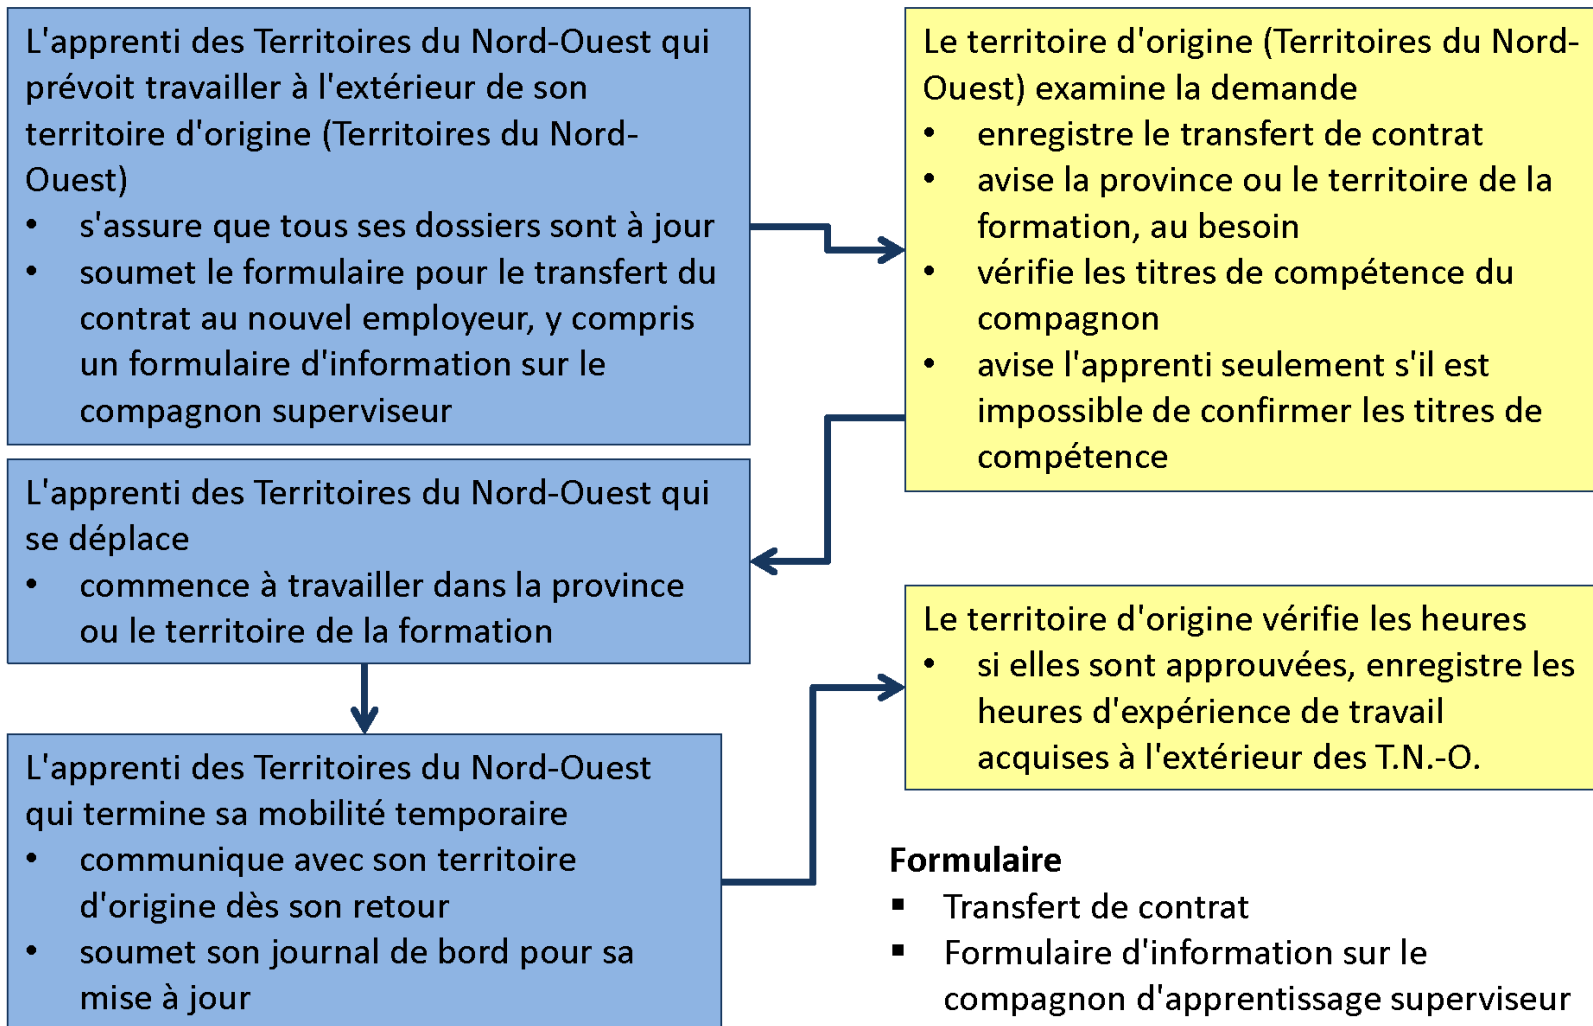 L'apprenti des Territoires du Nord-Ouest qui
prévoit travailler à l'extérieur de son
territoire d'origine (Territoires du Nord-
Ouest)
• s'assure que tous ses dossiers sont à jour
• soumet le formulaire pour le transfert du
contrat au nouvel employeur, y compris
un formulaire d'information sur le
compagnon superviseur
Le territoire d'origine (Territoires du Nord-
Ouest) examine la demande
• enregistre le transfert de contrat
• avise la province ou le territoire de la
formation, au besoin
• vérifie les titres de compétence du
compagnon
• avise l'apprenti seulement s'il est
impossible de confirmer les titres de
compétence
L'apprenti des Territoires du Nord-Ouest qui
se déplace
• commence à travailler dans la province
ou le territoire de la formation
L'apprenti des Territoires du Nord-Ouest
qui termine sa mobilité temporaire
• communique avec son territoire
d'origine dès son retour
• soumet son journal de bord pour sa
mise à jour
Le territoire d'origine vérifie les heures
• si elles sont approuvées, enregistre les
heures d'expérience de travail
acquises à l'extérieur des T.N.-O.
Formulaire
▪ Transfert de contrat
▪ Formulaire d'information sur le
compagnon d'apprentissage superviseur